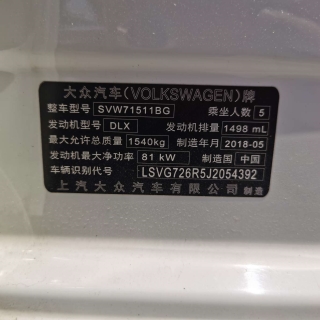 大众汽车(VOLKSWAGEN)牌
整车型号 SVW71511BG 乘坐人数 5
发动机型号 DLX 发动机排量 1498 mL
最大允许总质量 1540kg 制造年月 2018-05
发动机最大净功率 81 kW 制造国 中国
车辆识别代号 LSVG726R5J2054392
上汽大众汽车有限公司 制造